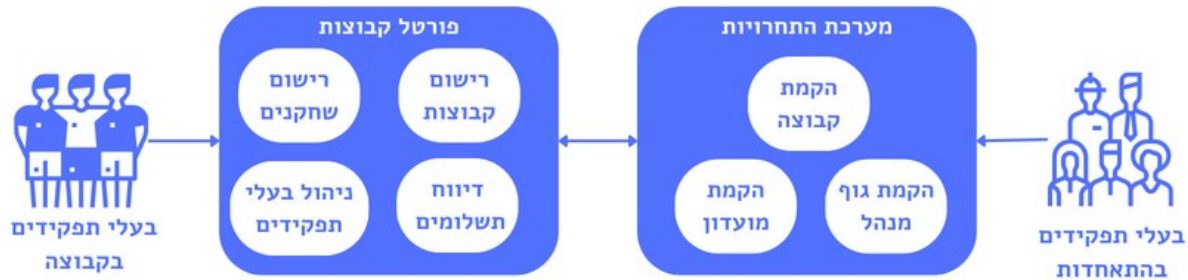 מערכת התחרויות
הקמת
קבוצה
הקמת גוף
מנהל
הקמת
מועדון
בעלי תפקידים
בהתאחדות
פורטל קבוצות
רישום
קבוצות
רישום
שחקנים
דיווח
תשלומים
ניהול בעלי
תפקידים
בעלי תפקידים
בקבוצה